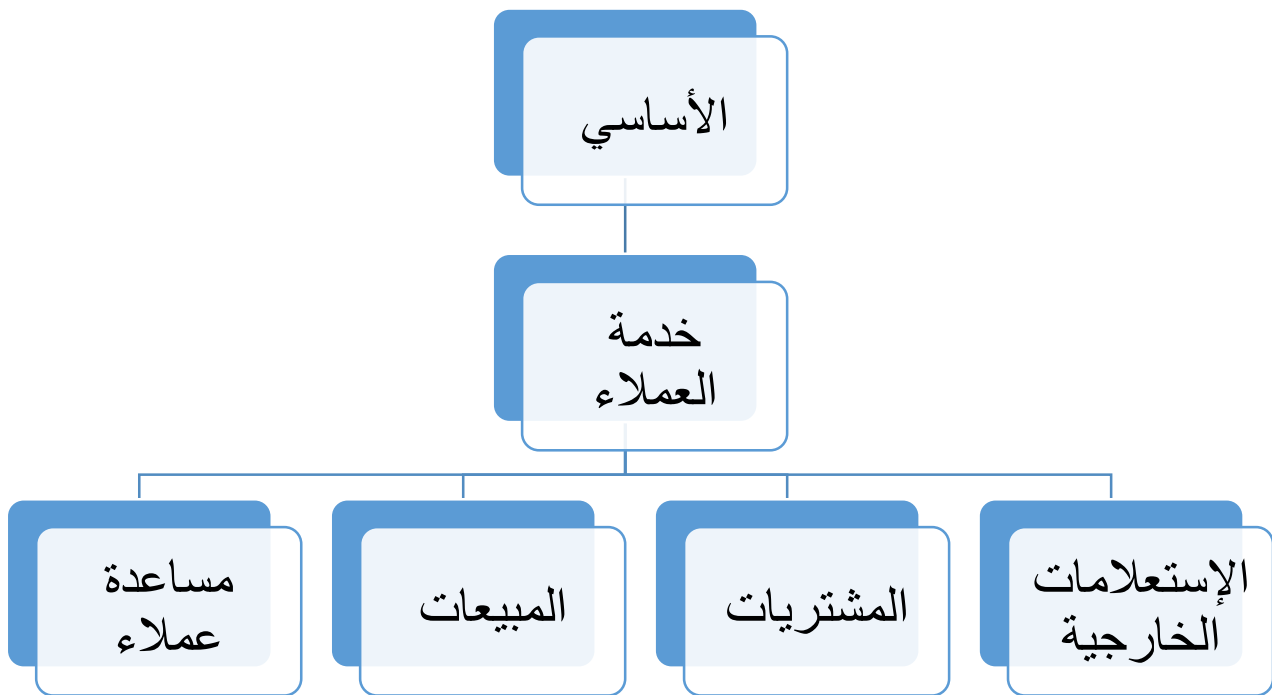 الأساسي
خدمة
العملاء
الإستعلامات
الخارجية
المشتريات
المبيعات
مساعدة
عملاء